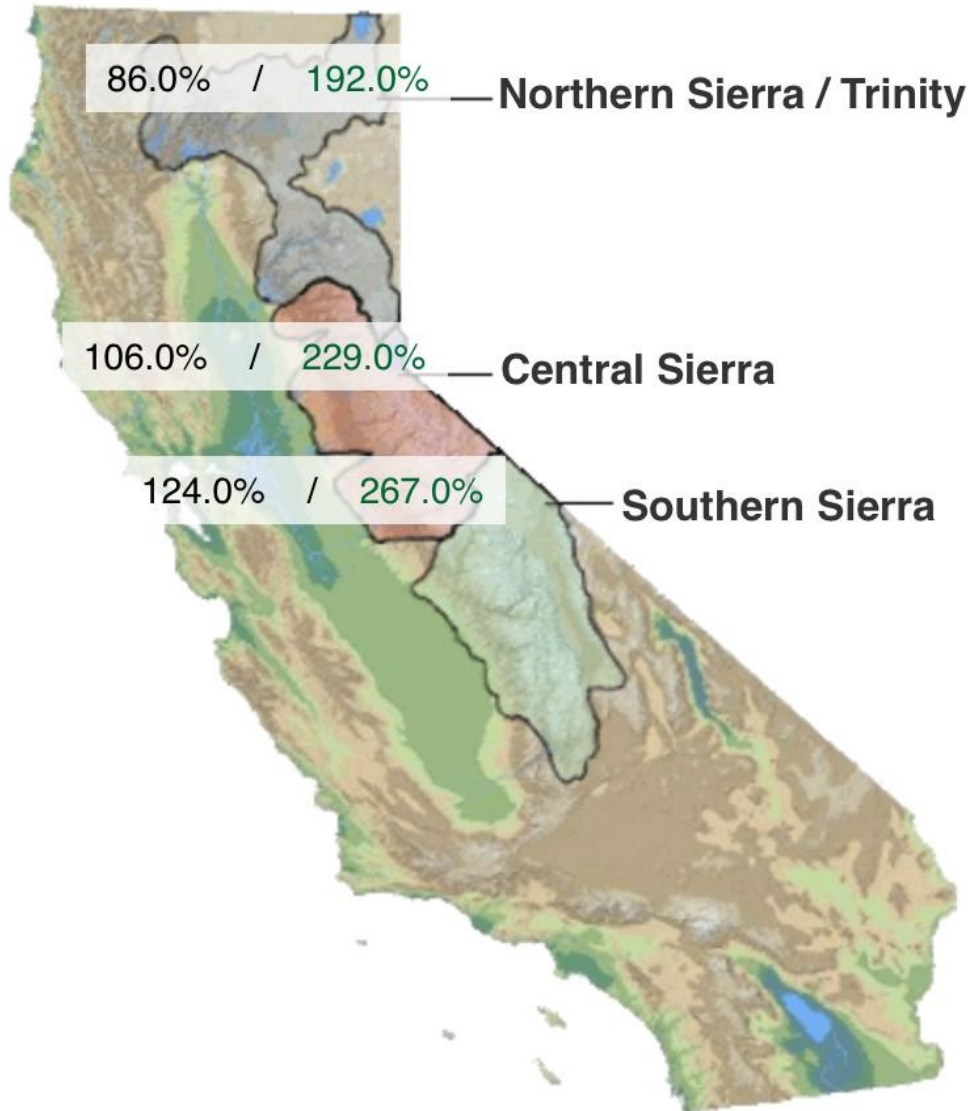 86.0% / 192.0% Northern Sierra / Trinity
106.0% / 229.0% Central Sierra
124.0% / 267.0% Southern Sierra